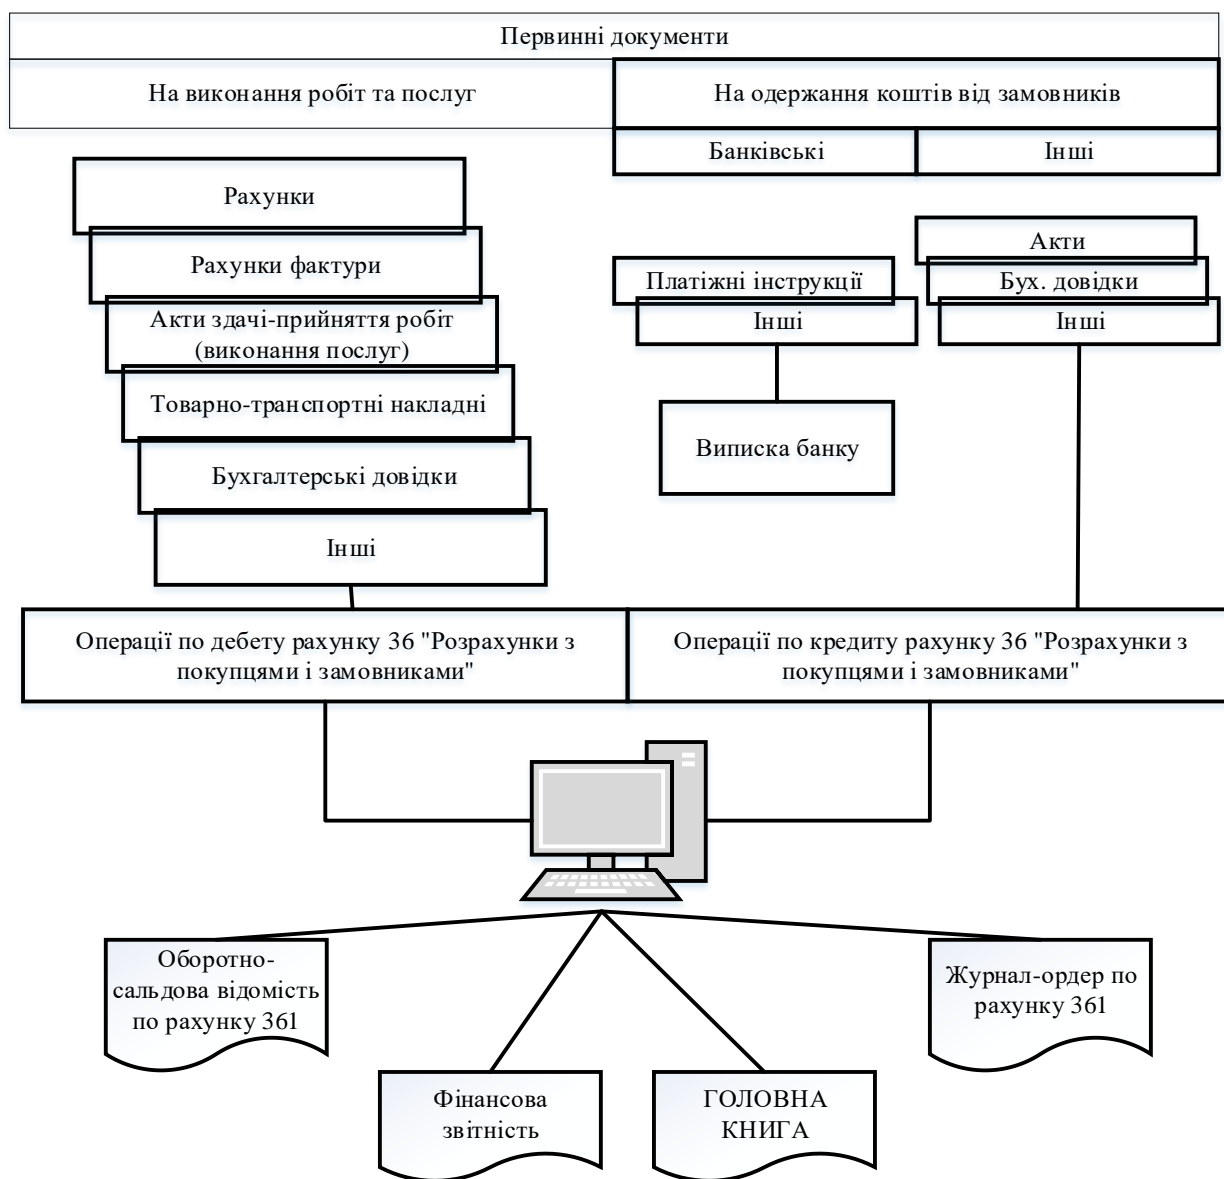 Первинні документи
На виконання робіт та послуг
На одержання коштів від замовників
Банківські
Інші
Рахунки
Рахунки фактури
Акти здачі-прийняття робіт
(виконання послуг)
Товарно-транспортні накладні
Бухгалтерські довідки
Інші
Платіжні інструкції
Інші
Виписка банку
Акти
Бух. довідки
Інші
Операції по дебету рахунку 36 "Розрахунки з
покупцями і замовниками"
Операції по кредиту рахунку 36 "Розрахунки з
покупцями і замовниками"
Оборотно-
сальдова відомість
по рахунку 361
Фінансова
звітність
ГОЛОВНА
КНИГА
Журнал-ордер по
рахунку 361